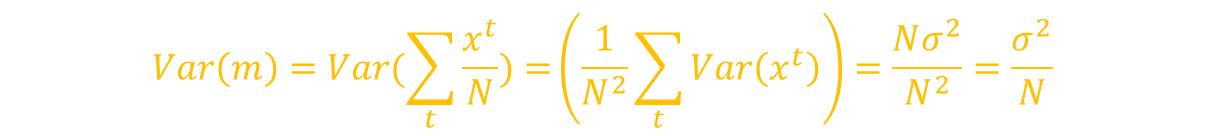 Var(m) = Var(∑_t x^t/N) = (1/N^2 ∑_t Var(x^t)) = Nσ^2/N^2 = σ^2/N